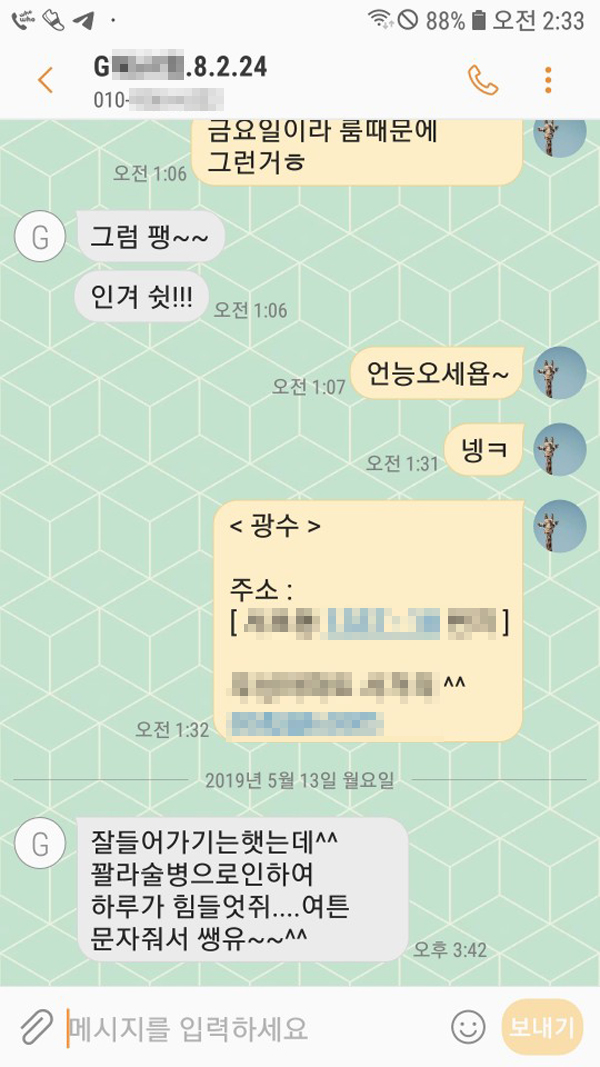 88% 오전 2:33
G .8.2.24
010-
금요일이라 룸때문에
그런거ㅎ
오전 1:06
G
그럼 팽~~
인겨 쉿!!!
오전 1:06
언능오세욥~
오전 1:07
넹ㅋ
오전 1:31
< 광수 >
주소 :
[ ]
^^
오전 1:32
2019년 5월 13일 월요일
G
잘들어가기는햇는데^^
꽐라술병으로인하여
하루가 힘들엇쥐....여튼
문자줘서 쌩유~~^^
오후 3:42
메시지를 입력하세요
보내기